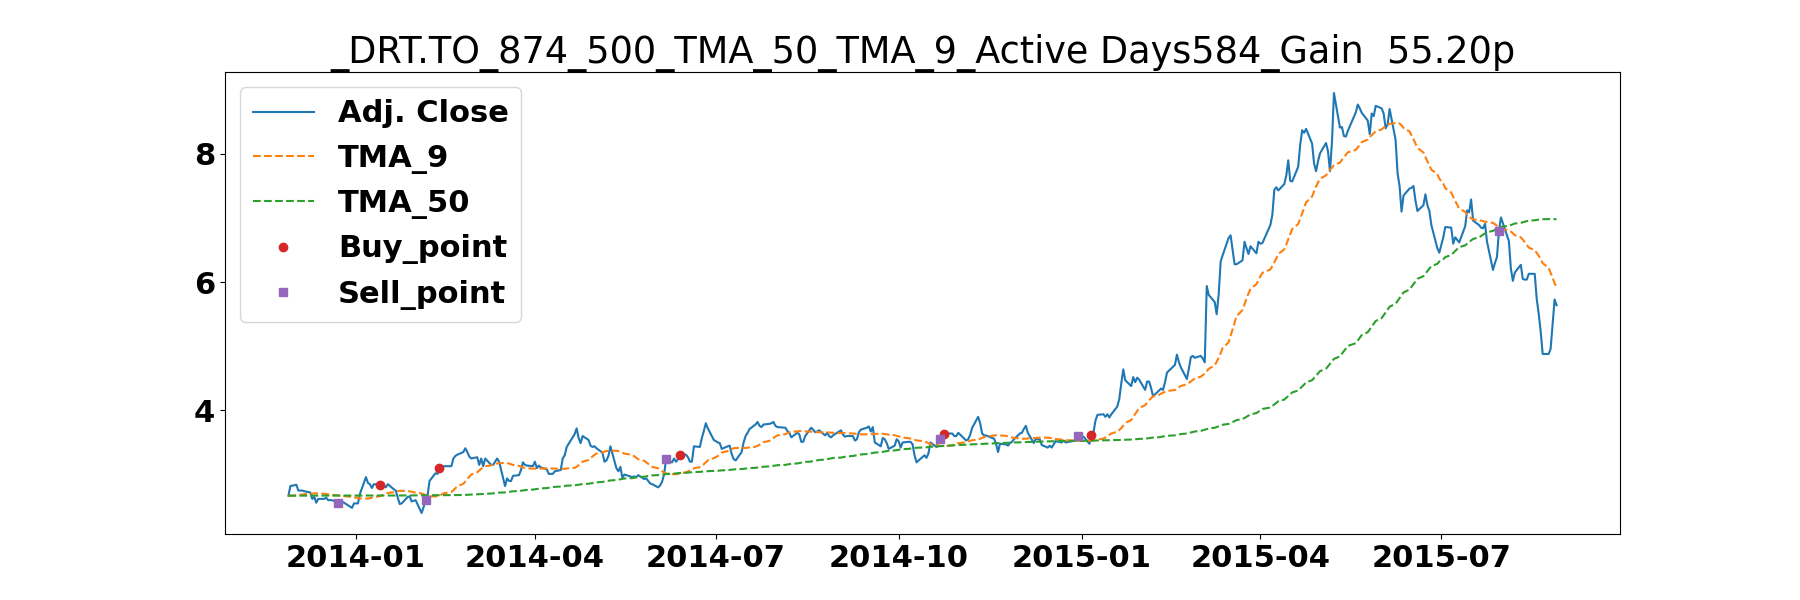 _DRT.TO_874_500_TMA_50_TMA_9_Active Days584_Gain  55.20p
Adj. Close
TMA_9
TMA_50
Buy_point
Sell_point
8
6
4
2014-01 2014-04 2014-07 2014-10 2015-01 2015-04 2015-07